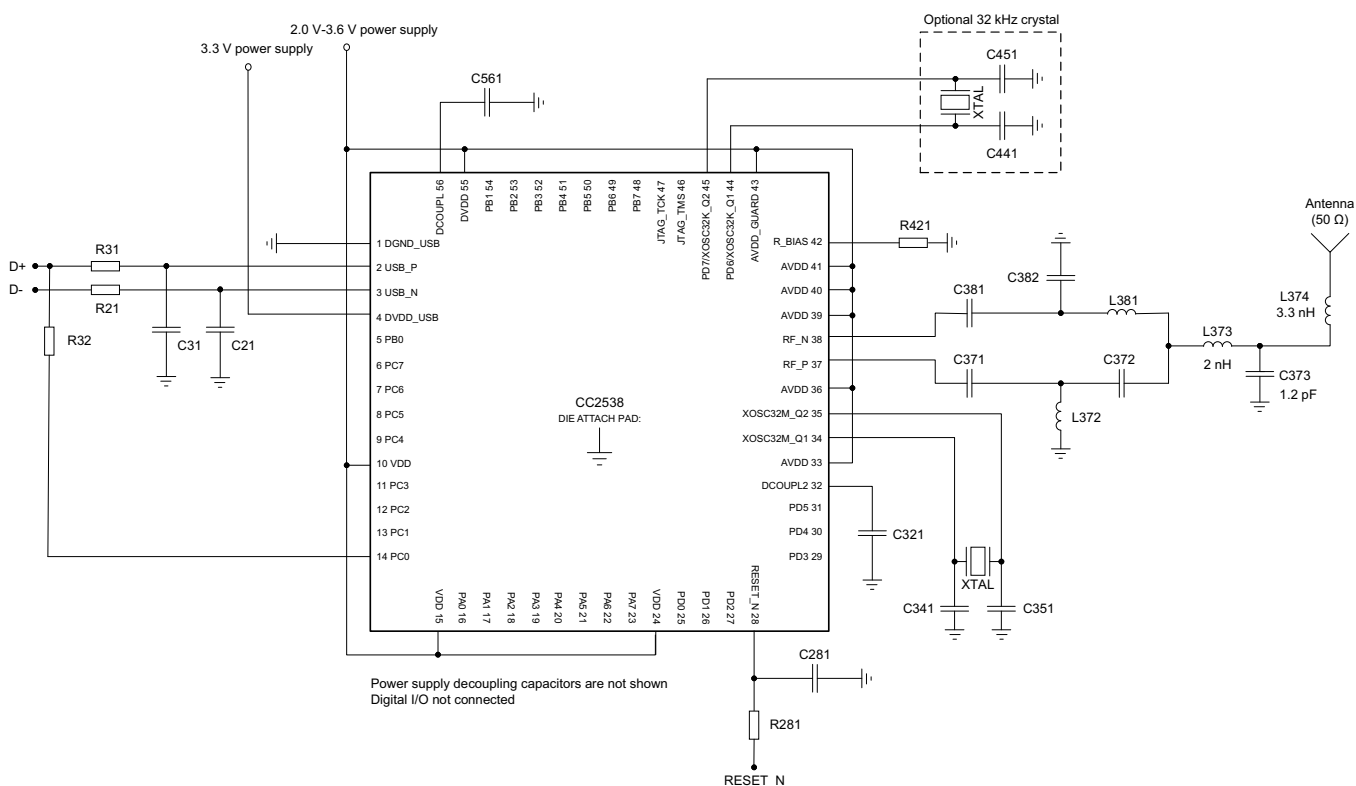 Optional 32 kHz crystal
2.0 V-3.6 V power supply
3.3 V power supply
C561
C451
XTAL
C441
DCOUPL 56
DVDD 55
PB1 54
PB2 53
PB3 52
PB4 51
PB5 50
PB6 49
PB7 48
JTAG_TCK 47
JTAG_TMS 46
PD7/XOSC32K_Q2 45
PD6/XOSC32K_Q1 44
AVDD_GUARD 43
Antenna
(50 Ω)
D+
D-
R31
R21
R32
C31
C21
1 DGND_USB
2 USB_P
3 USB_N
4 DVDD_USB
5 PB0
6 PC7
7 PC6
8 PC5
9 PC4
10 VDD
11 PC3
12 PC2
13 PC1
14 PC0
CC2538
DIE ATTACH PAD:
R_BIAS 42
AVDD 41
AVDD 40
AVDD 39
RF_N 38
RF_P 37
AVDD 36
XOSC32M_Q2 35
XOSC32M_Q1 34
AVDD 33
DCOUPL2 32
PD5 31
PD4 30
PD3 29
R421
C382
C381
L381
L374
3.3 nH
L373
2 nH
C371
C372
C373
1.2 pF
L372
C321
XTAL
C341
C351
VDD 15
PA0 16
PA1 17
PA2 18
PA3 19
PA4 20
PA5 21
PA6 22
PA7 23
VDD 24
PD0 25
PD1 26
PD2 27
RESET_N 28
Power supply decoupling capacitors are not shown
Digital I/O not connected
C281
R281
RESET_N